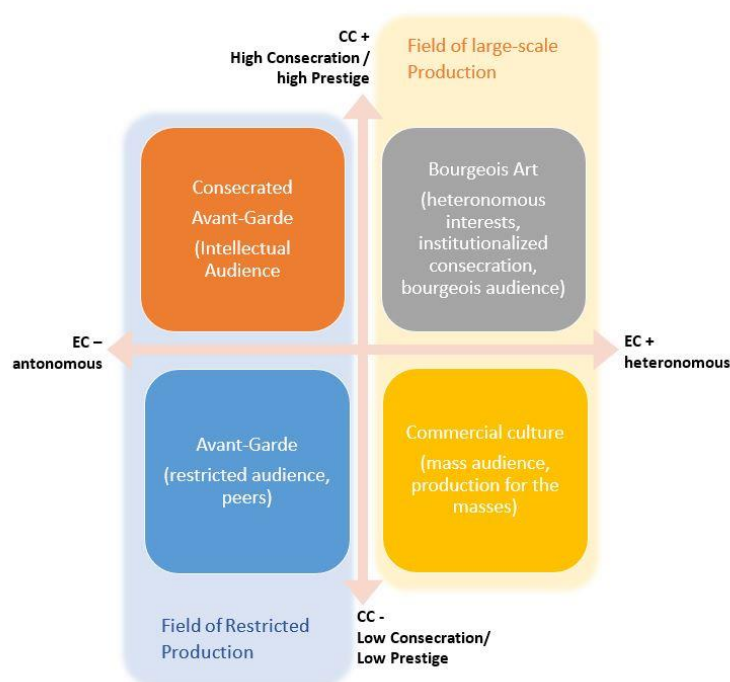 CC +
High Consecration /
high Prestige
Field of large-scale
Production
Consecrated
Avant-Garde
(Intellectual
Audience
Bourgeois Art
(heteronomous
interests,
institutionalized
consecration,
bourgeois audience)
EC –
antonomous
EC +
heteronomous
Avant-Garde
(restricted audience,
peers)
Commercial culture
(mass audience,
production for the
masses)
Field of Restricted
Production
CC -
Low Consecration/
Low Prestige